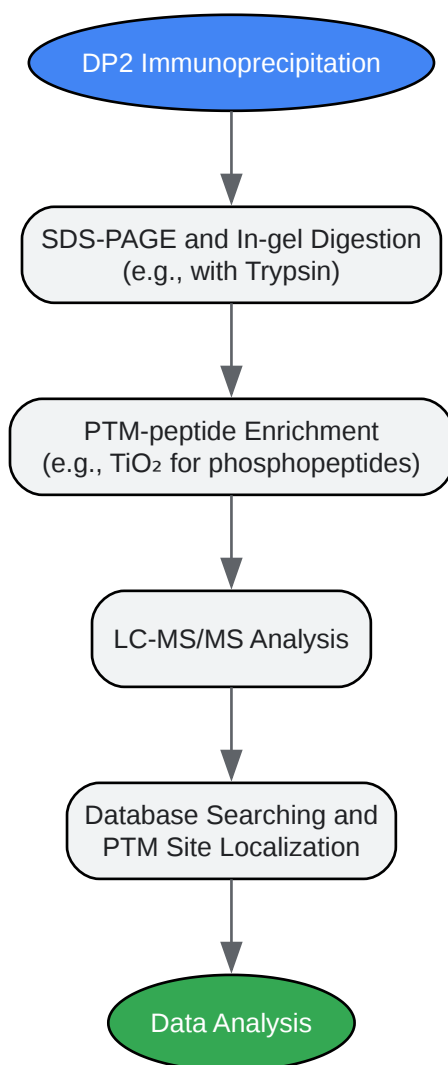 DP2 Immunoprecipitation
SDS-PAGE and In-gel Digestion
(e.g., with Trypsin)
PTM-peptide Enrichment
(e.g., TiO₂ for phosphopeptides)
LC-MS/MS Analysis
Database Searching and
PTM Site Localization
Data Analysis